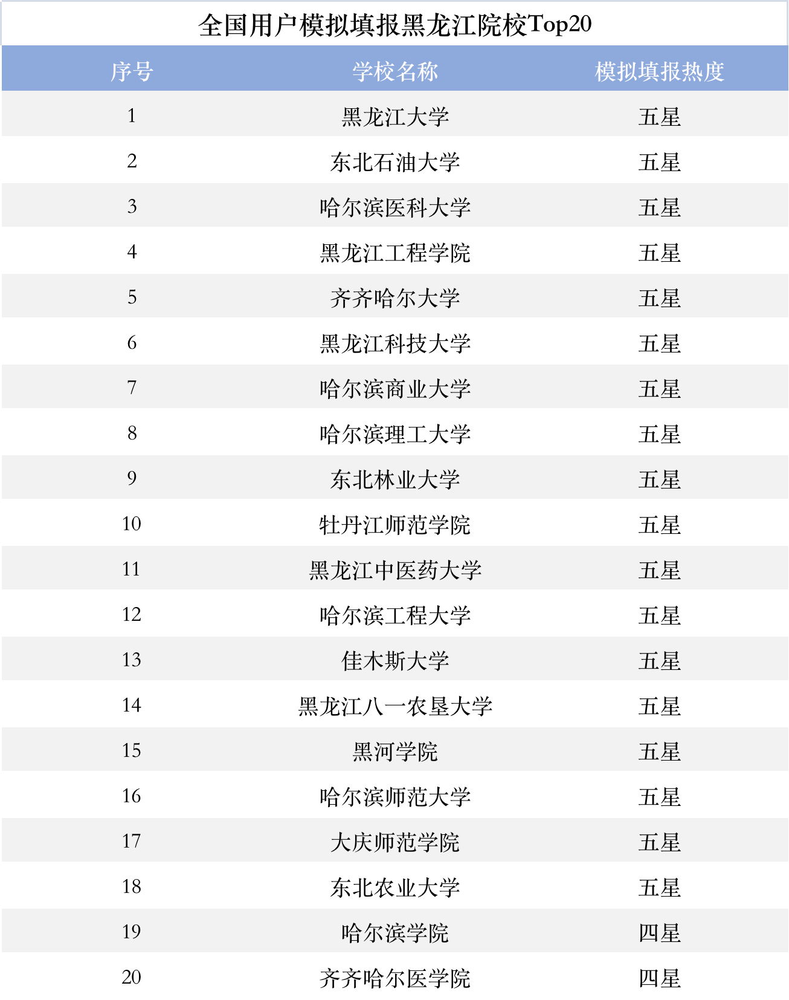 全国用户模拟填报黑龙江院校Top20
序号 学校名称 模拟填报热度
1 黑龙江大学 五星
2 东北石油大学 五星
3 哈尔滨医科大学 五星
4 黑龙江工程学院 五星
5 齐齐哈尔大学 五星
6 黑龙江科技大学 五星
7 哈尔滨商业大学 五星
8 哈尔滨理工大学 五星
9 东北林业大学 五星
10 牡丹江师范学院 五星
11 黑龙江中医药大学 五星
12 哈尔滨工程大学 五星
13 佳木斯大学 五星
14 黑龙江八一农垦大学 五星
15 黑河学院 五星
16 哈尔滨师范大学 五星
17 大庆师范学院 五星
18 东北农业大学 五星
19 哈尔滨学院 四星
20 齐齐哈尔医学院 四星